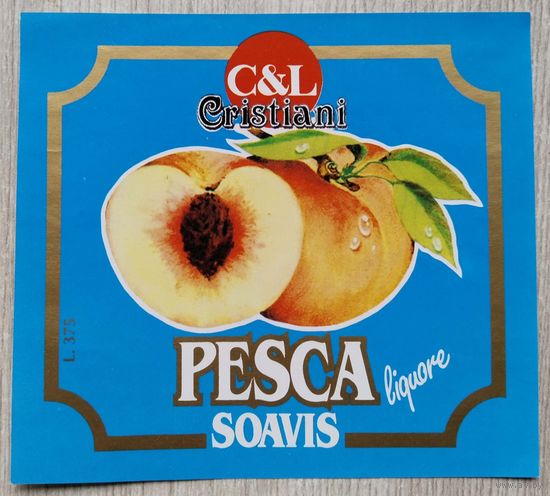 C&L
Cristiani
PESCA
liquore
SOAVIS
L. 375